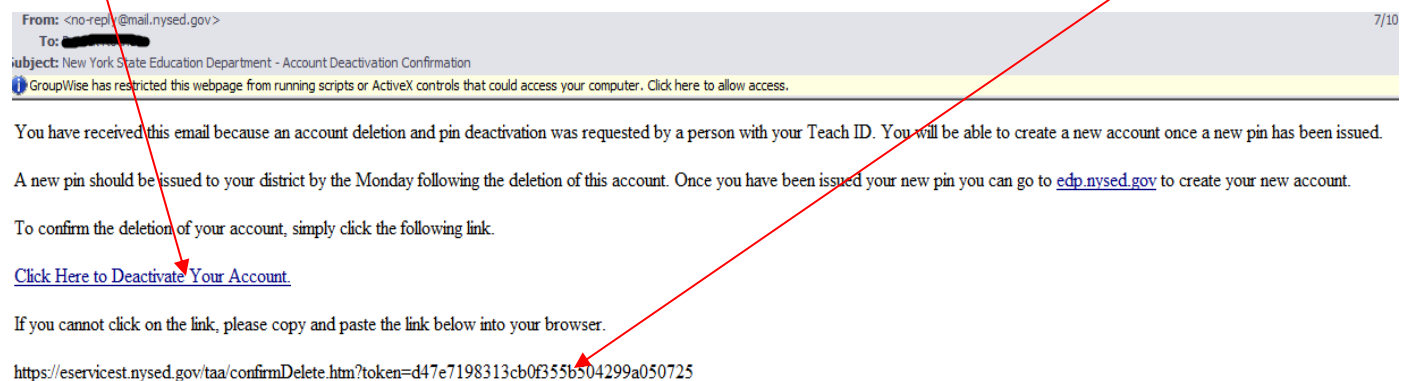 From: <no-reply@mail.nysed.gov> 7/10
To:
ubject: New York State Education Department - Account Deactivation Confirmation
GroupWise has restricted this webpage from running scripts or ActiveX controls that could access your computer. Click here to allow access.
You have received this email because an account deletion and pin deactivation was requested by a person with your Teach ID. You will be able to create a new account once a new pin has been issued.
A new pin should be issued to your district by the Monday following the deletion of this account. Once you have been issued your new pin you can go to edp.nysed.gov to create your new account.
To confirm the deletion of your account, simply click the following link.
Click Here to Deactivate Your Account.
If you cannot click on the link, please copy and paste the link below into your browser.
https://eservicest.nysed.gov/taa/confirmDelete.htm?token=d47e7198313cb0f355b504299a050725